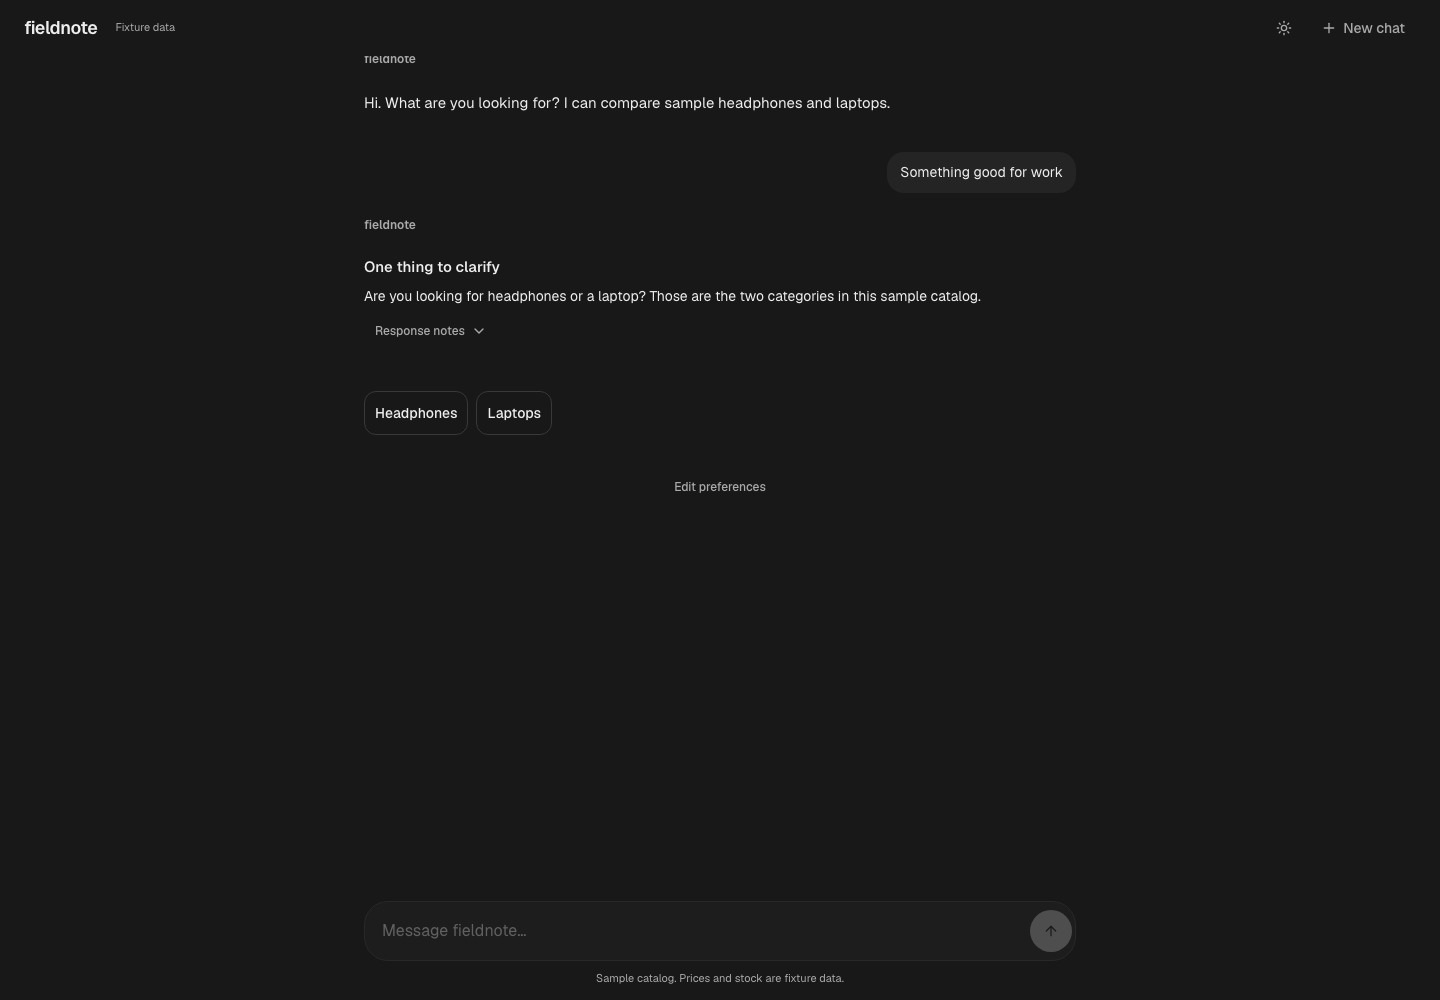 fieldnote
Fixture data
New chat
fieldnote
Hi. What are you looking for? I can compare sample headphones and laptops.
Something good for work
fieldnote
One thing to clarify
Are you looking for headphones or a laptop? Those are the two categories in this sample catalog.
Response notes
Headphones
Laptops
Edit preferences
Message fieldnote...
Sample catalog. Prices and stock are fixture data.